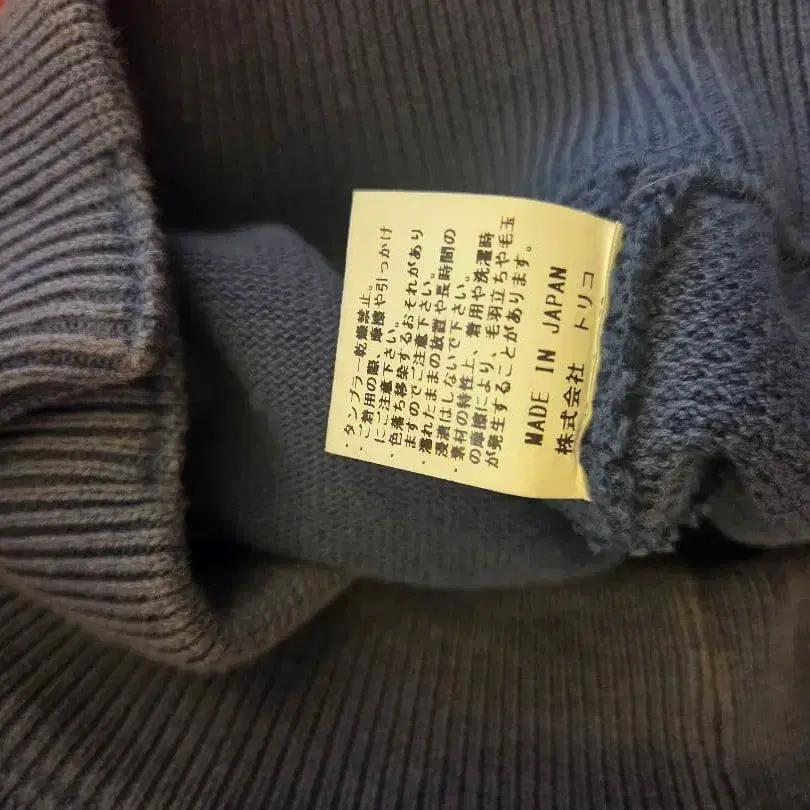 ・タンブラー乾燥禁止。
・ご着用の際、摩擦や引っかけ
にご注意下さい。
・色落ち移染するおそれがあり
ますのでご注意下さい。
・濡れたままの放置や長時間の
浸漬はしないで下さい。
・素材の特性上、着用や洗濯時
の摩擦により、毛羽立ちや毛玉
が発生することがあります。
MADE IN JAPAN
株式会社 トリコ